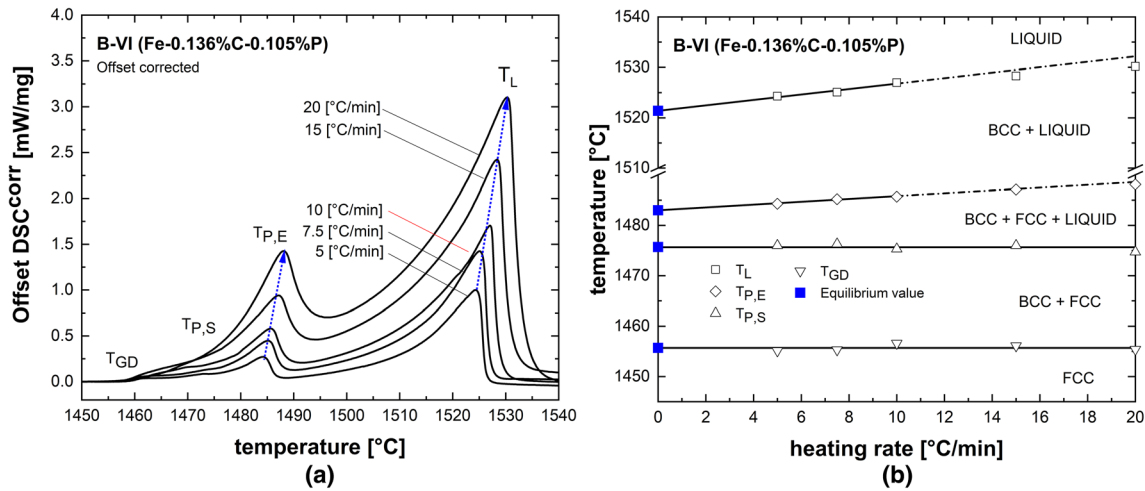 B-VI (Fe-0.136%C-0.105%P)
Offset corrected
T_L
20 [°C/min]
15 [°C/min]
10 [°C/min]
7.5 [°C/min]
5 [°C/min]
T_P,E
T_P,S
T_GD
4.0
3.5
3.0
2.5
2.0
1.5
1.0
0.5
0.0
Offset DSC^corr [mW/mg]
1450 1460 1470 1480 1490 1500 1510 1520 1530 1540
temperature [°C]
(a)
B-VI (Fe-0.136%C-0.105%P)
LIQUID
BCC + LIQUID
BCC + FCC + LIQUID
BCC + FCC
FCC
T_L
T_P,E
T_P,S
T_GD
Equilibrium value
1540
1530
1520
1510
1480
1470
1460
1450
temperature [°C]
0 2 4 6 8 10 12 14 16 18 20
heating rate [°C/min]
(b)